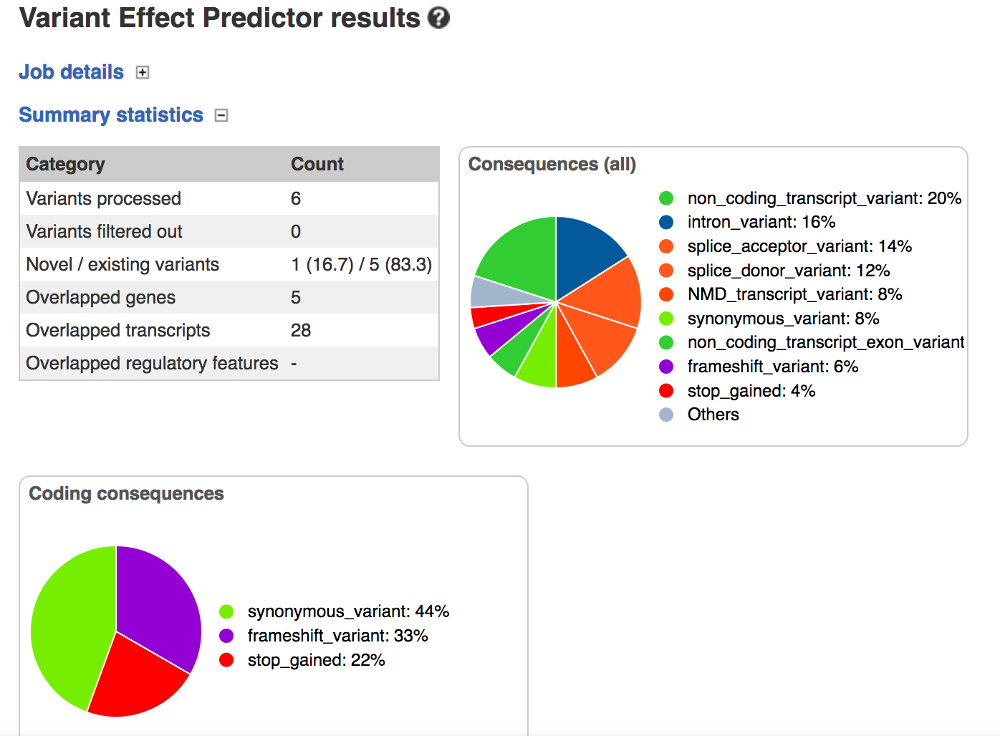 Variant Effect Predictor results ?
Job details +
Summary statistics −
Category Count
Variants processed 6
Variants filtered out 0
Novel / existing variants 1 (16.7) / 5 (83.3)
Overlapped genes 5
Overlapped transcripts 28
Overlapped regulatory features -
Consequences (all)
non_coding_transcript_variant: 20%
intron_variant: 16%
splice_acceptor_variant: 14%
splice_donor_variant: 12%
NMD_transcript_variant: 8%
synonymous_variant: 8%
non_coding_transcript_exon_variant
frameshift_variant: 6%
stop_gained: 4%
Others
Coding consequences
synonymous_variant: 44%
frameshift_variant: 33%
stop_gained: 22%